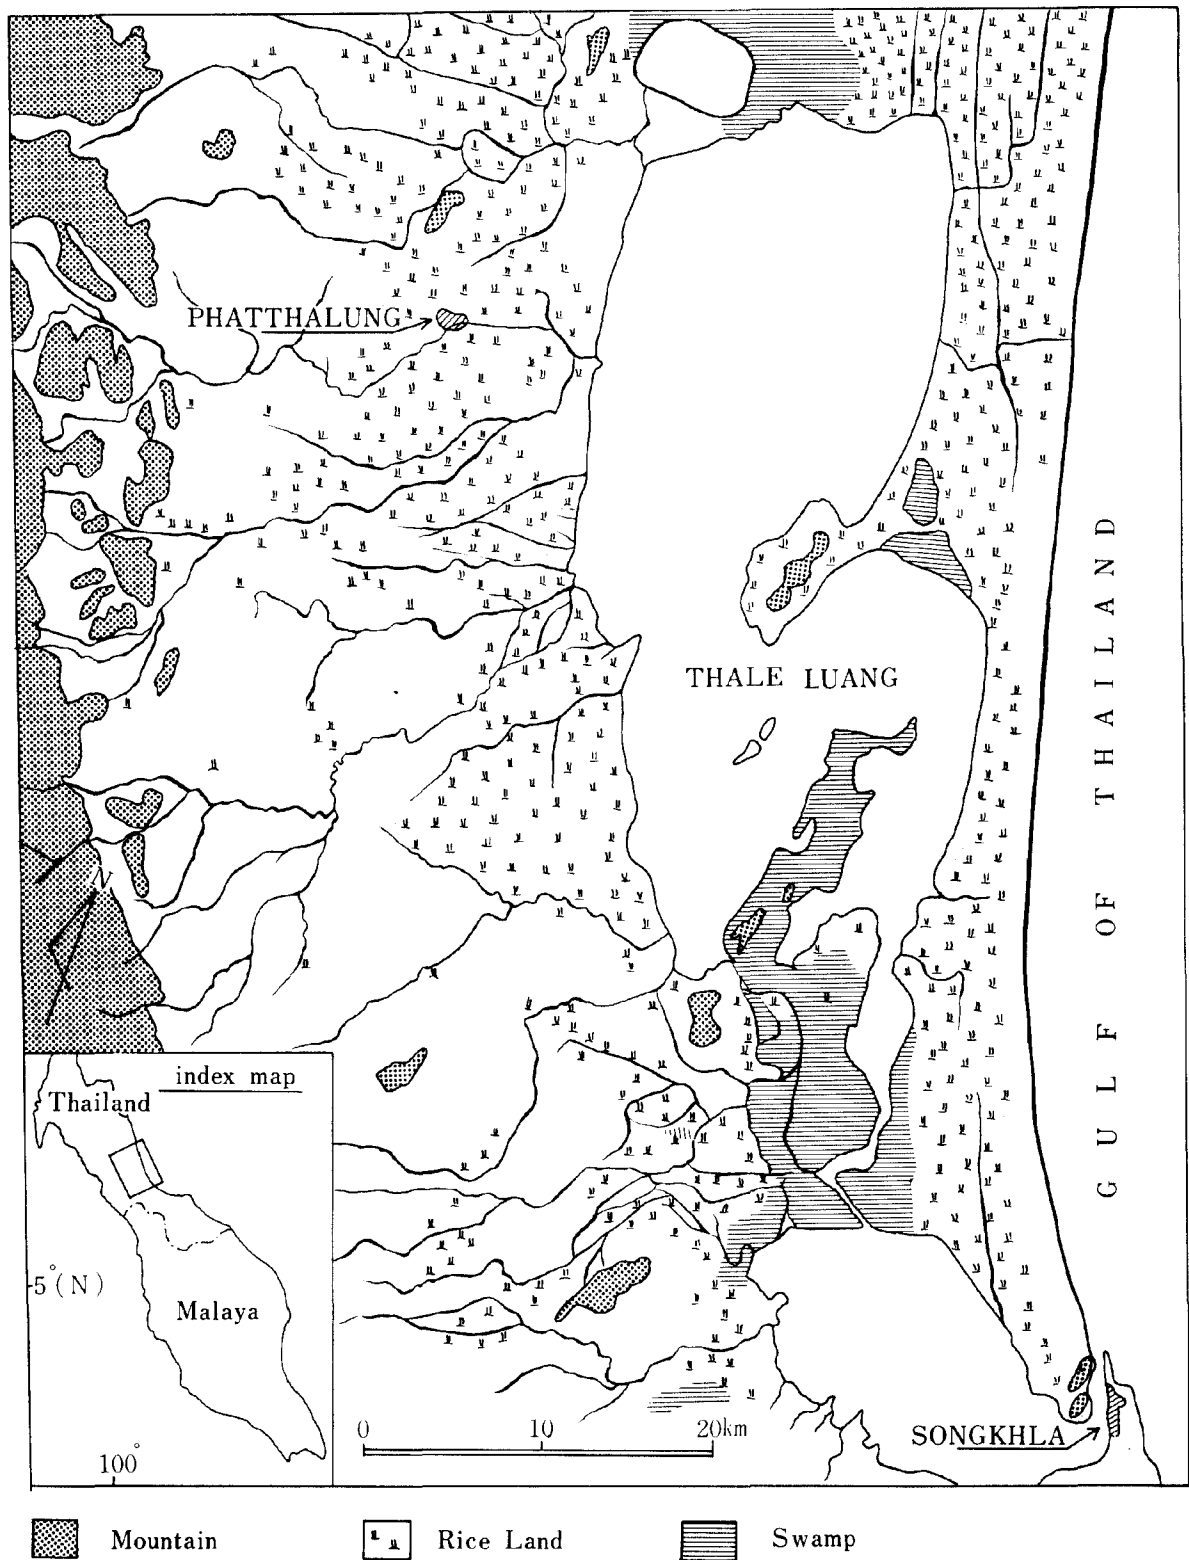 PHATTHALUNG
THALE LUANG
GULF OF THAILAND
N
index map
Thailand
5°(N)
Malaya
100°
0 10 20km
SONGKHLA
Mountain Rice Land Swamp